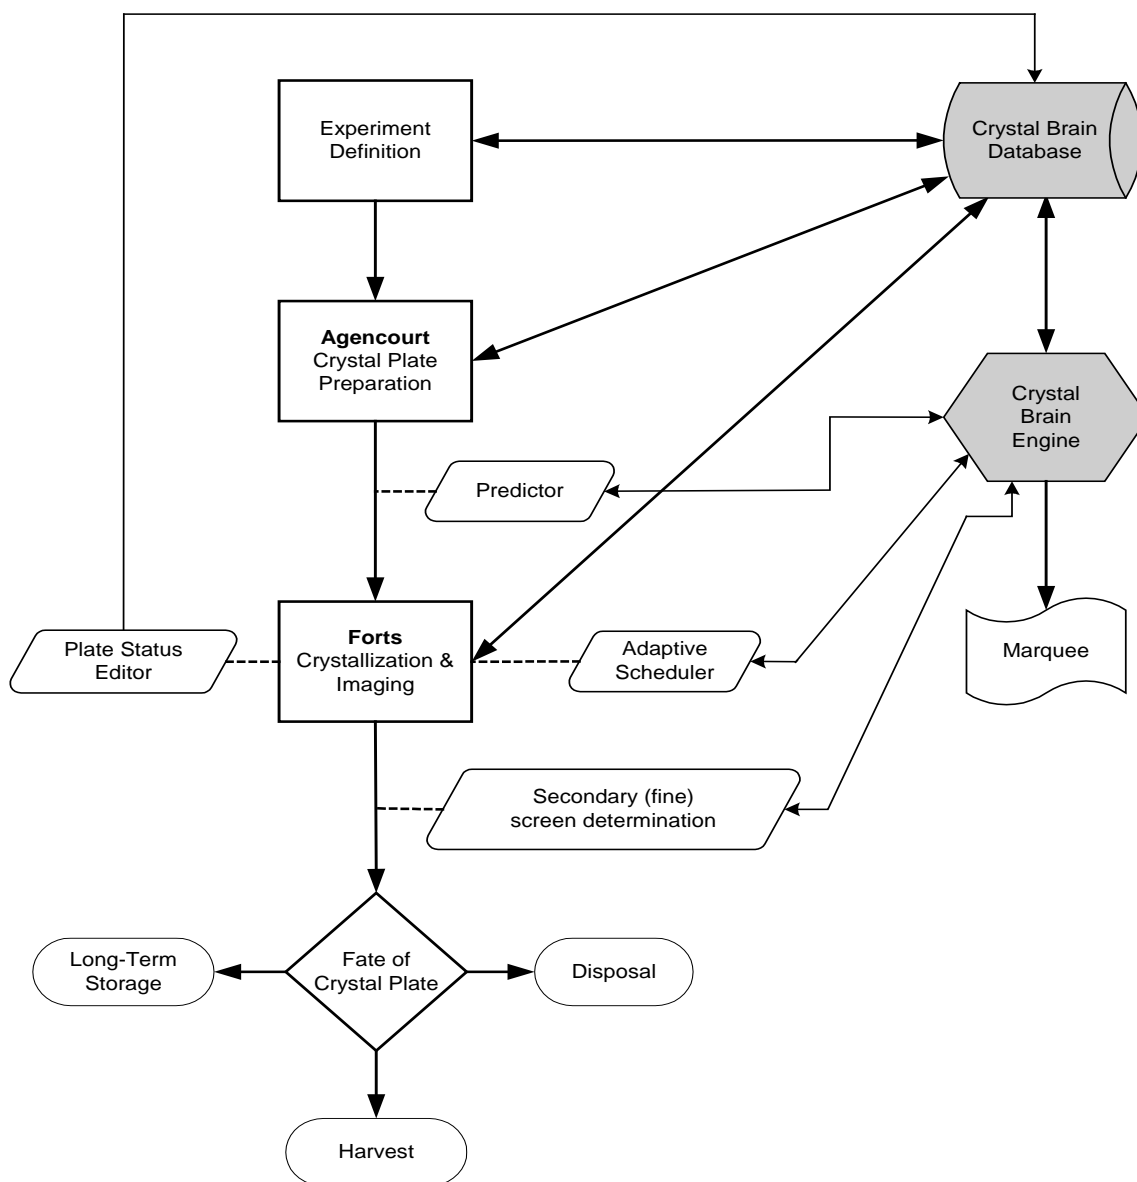 Experiment
Definition
Crystal Brain
Database
Agencourt
Crystal Plate
Preparation
Crystal
Brain
Engine
Predictor
Plate Status
Editor
Forts
Crystallization &
Imaging
Adaptive
Scheduler
Marquee
Secondary (fine)
screen determination
Long-Term
Storage
Fate of
Crystal Plate
Disposal
Harvest